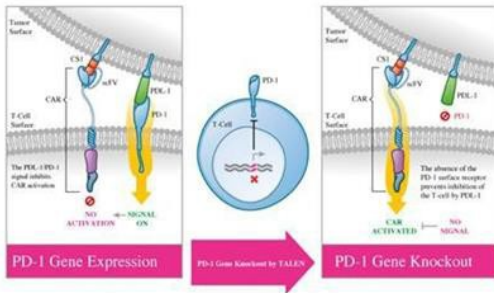 Tumor
Surface
CS1
scFV
CAR
PDL-1
PD-1
T-Cell
Surface
The PDL-1/PD-1
signal inhibits
CAR activation
NO
ACTIVATION
SIGNAL
ON
PD-1 Gene Expression
PD-1
T-Cell
PD-1 Gene Knockout by TALEN
Tumor
Surface
CS1
scFV
CAR
PDL-1
PD-1
T-Cell
Surface
The absence of the
PD-1 surface receptor
prevents inhibition of
the T-cell by PDL-1
CAR
ACTIVATED
NO
SIGNAL
PD-1 Gene Knockout